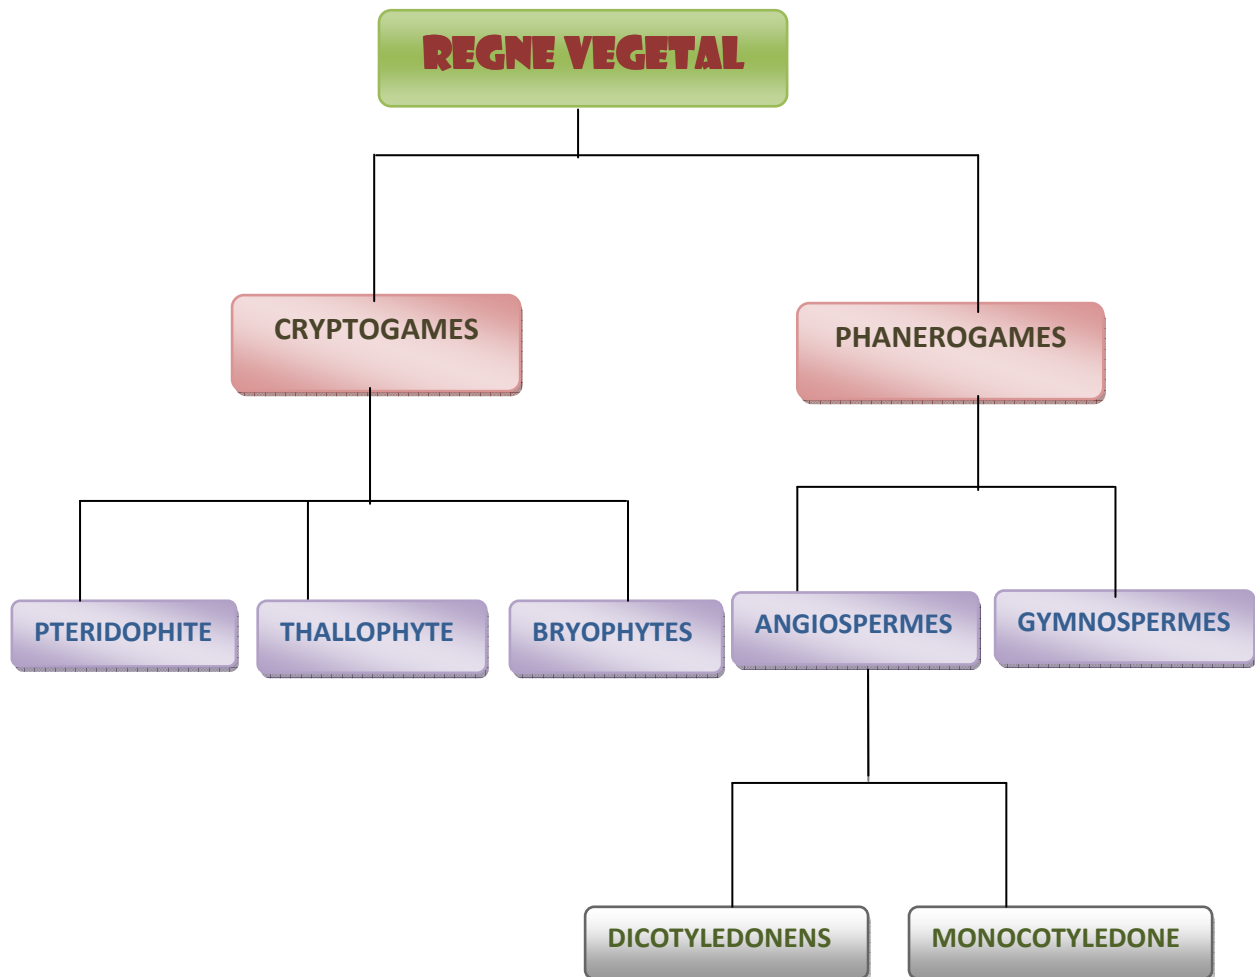 REGNE VEGETAL
CRYPTOGAMES
PHANEROGAMES
PTERIDOPHITE
THALLOPHYTE
BRYOPHYTES
ANGIOSPERMES
GYMNOSPERMES
DICOTYLEDONENS
MONOCOTYLEDONE